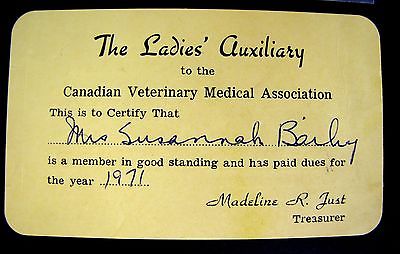 The Ladies' Auxiliary
to the
Canadian Veterinary Medical Association
This is to Certify That
Mrs Susannah
is a member in good standing and has paid dues for
the year 1971
Madeline R. Just
Treasurer